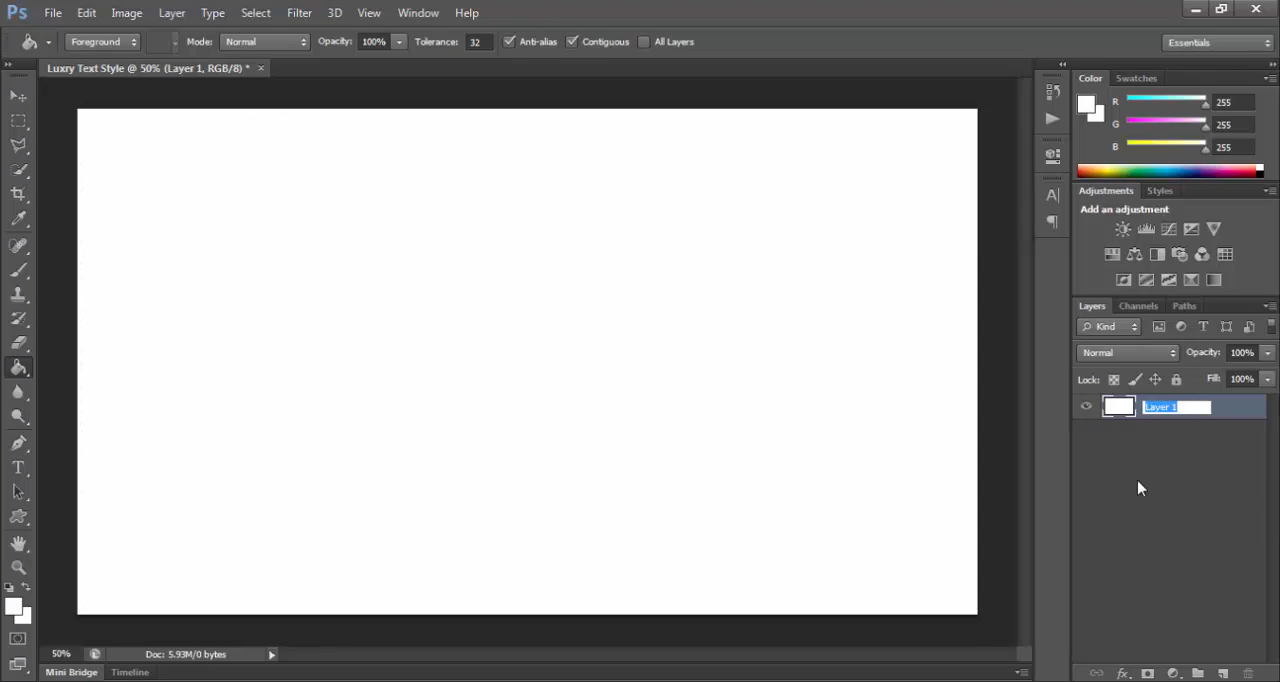 Ps File Edit Image Layer Type Select Filter 3D View Window Help
Foreground Mode: Normal Opacity: 100% Tolerance: 32 Anti-alias Contiguous All Layers Essentials
Luxry Text Style @ 50% (Layer 1, RGB/8) * ×
Color Swatches
R 255
G 255
B 255
Adjustments Styles
Add an adjustment
Layers Channels Paths
Kind
Normal Opacity: 100%
Lock: Fill: 100%
Layer 1
50% Doc: 5.93M/0 bytes
Mini Bridge Timeline